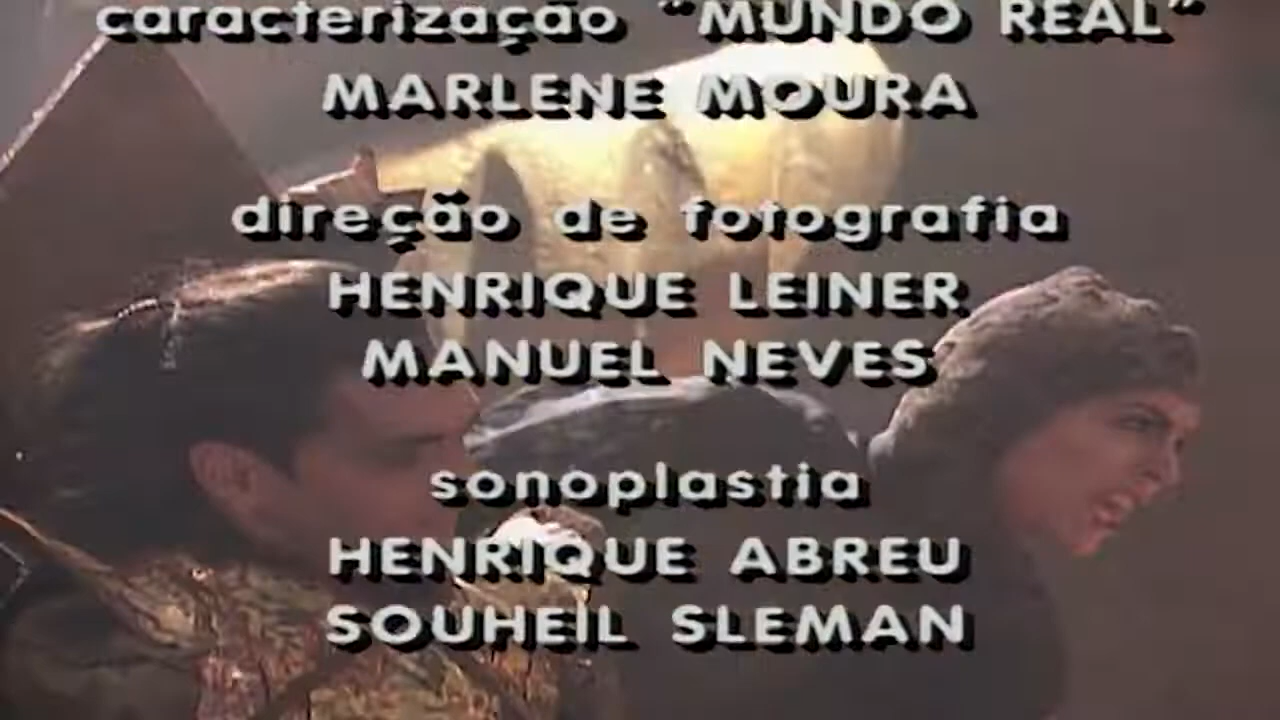 caracterização "MUNDO REAL"
MARLENE MOURA
direção de fotografia
HENRIQUE LEINER
MANUEL NEVES
sonoplastia
HENRIQUE ABREU
SOUHEIL SLEMAN